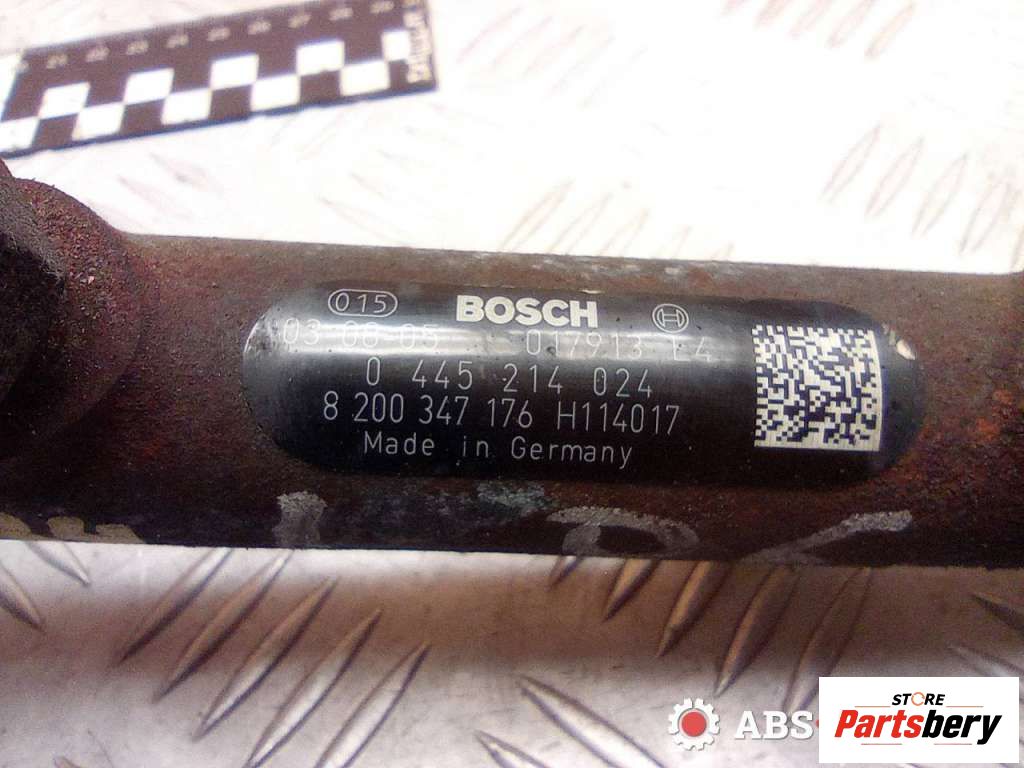 015 BOSCH H
03-08-05 017913 L4
0 445 214 024
8 200 347 176 H114017
Made in Germany
ABS
STORE
Partsbery